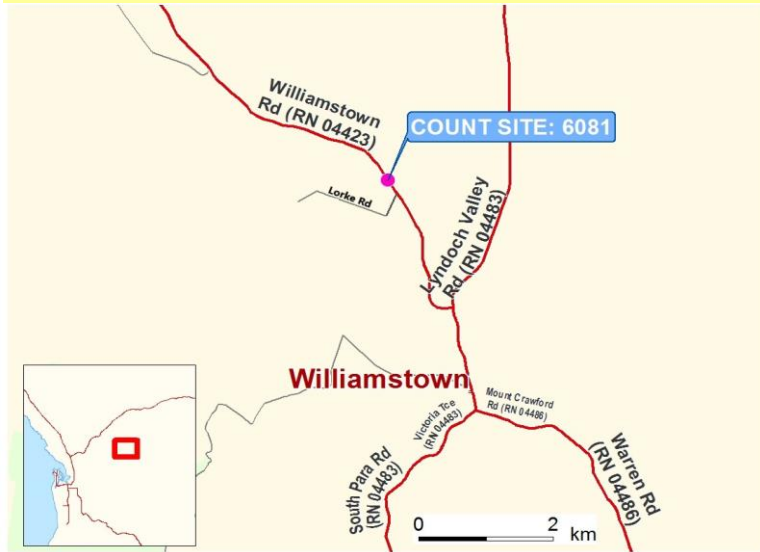 Williamstown
Rd (RN 04423)
COUNT SITE: 6081
Lorke Rd
Lyndoch Valley
Rd (RN 04483)
Williamstown
Mount Crawford
Rd (RN 04486)
Victoria Tce
(RN 04483)
South Para Rd
(RN 04483)
Warren Rd
(RN 04486)
0 2
km